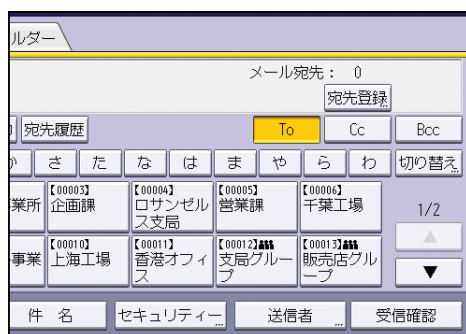 ルダー
メール宛先： 0
宛先登録
宛先履歴
To Cc Bcc
か さ た な は ま や ら わ 切り替え
業所
【00003】
企画課
【00004】
ロサンゼル
ス支局
【00005】
営業課
【00006】
千葉工場
1/2
▲
事業
【00010】
上海工場
【00011】
香港オフィ
ス
【00012】
支局グルー
プ
【00013】
販売店グル
ープ
▼
件 名 セキュリティー 送信者 受信確認